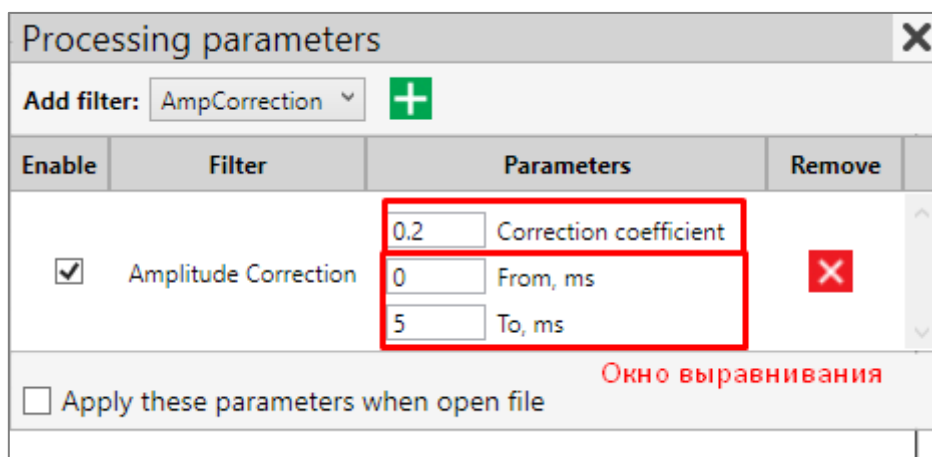 Processing parameters
Add filter: AmpCorrection
Enable Filter Parameters Remove
0.2 Correction coefficient
Amplitude Correction 0 From, ms
5 To, ms
Окно выравнивания
Apply these parameters when open file